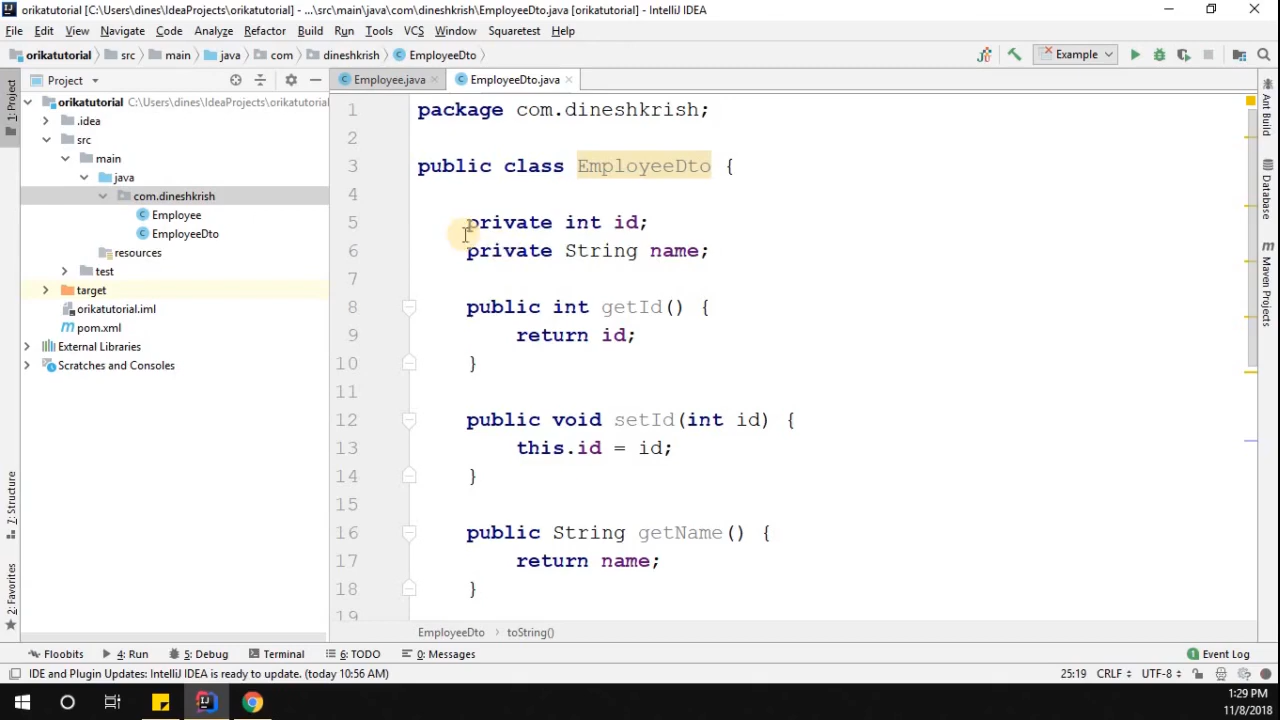 orikatutorial [C:\Users\dines\IdeaProjects\orikatutorial] - ...\src\main\java\com\dineshkrish\EmployeeDto.java [orikatutorial] - IntelliJ IDEA
File Edit View Navigate Code Analyze Refactor Build Run Tools VCS Window Squaretest Help
orikatutorial src main java com dineshkrish EmployeeDto.java Example
1: Project
Project
Employee.java EmployeeDto.java
orikatutorial C:\Users\dines\IdeaProjects\orikatutorial
.idea
src
main
java
com.dineshkrish
Employee
EmployeeDto
resources
test
target
orikatutorial.iml
pom.xml
External Libraries
Scratches and Consoles
1 package com.dineshkrish;
2
3 public class EmployeeDto {
4
5 private int id;
6 private String name;
7
8 public int getId() {
9 return id;
10 }
11
12 public void setId(int id) {
13 this.id = id;
14 }
15
16 public String getName() {
17 return name;
18 }
19
Ant Build
Database
Maven Projects
7: Structure
2: Favorites
EmployeeDto toString()
Floobits 4: Run 5: Debug Terminal 6: TODO 0: Messages 1 Event Log
IDE and Plugin Updates: IntelliJ IDEA is ready to update. (today 10:56 AM) 25:19 CRLF UTF-8
1:29 PM
11/8/2018